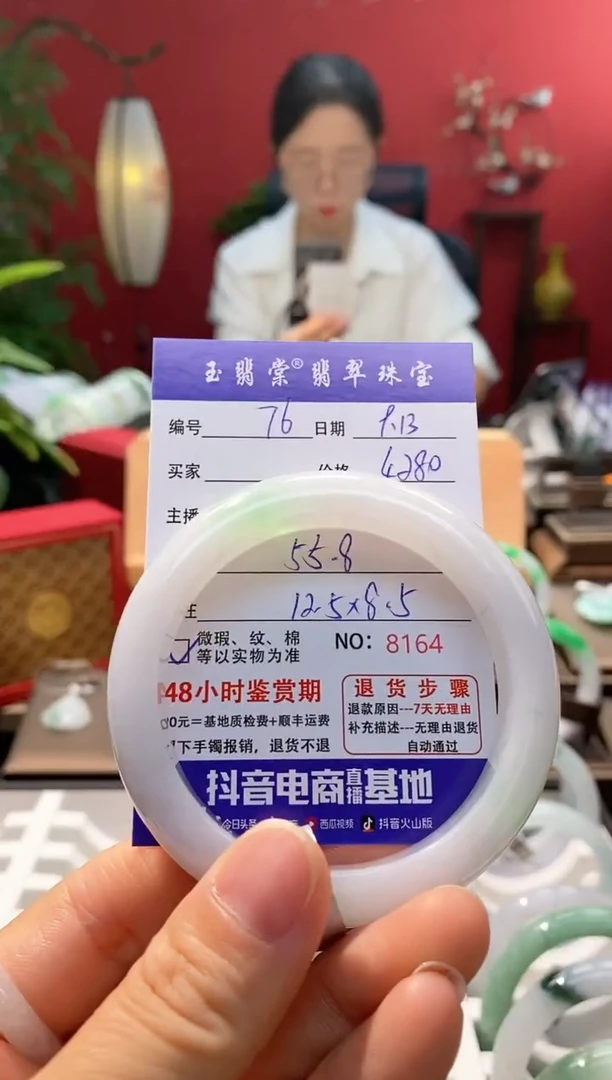 玉翡棠®翡翠珠宝
编号 76 日期 9.13
买家 价格 4280
主播
55.8
12.5×8.5
微瑕、纹、棉
等以实物为准
NO: 8164
48小时鉴赏期
0元=基地质检费+顺丰运费
下手镯报销，退货不退
退货步骤
退款原因---7天无理由
补充描述---无理由退货
自动通过
抖音电商直播基地
今日头条 西瓜视频 抖音火山版